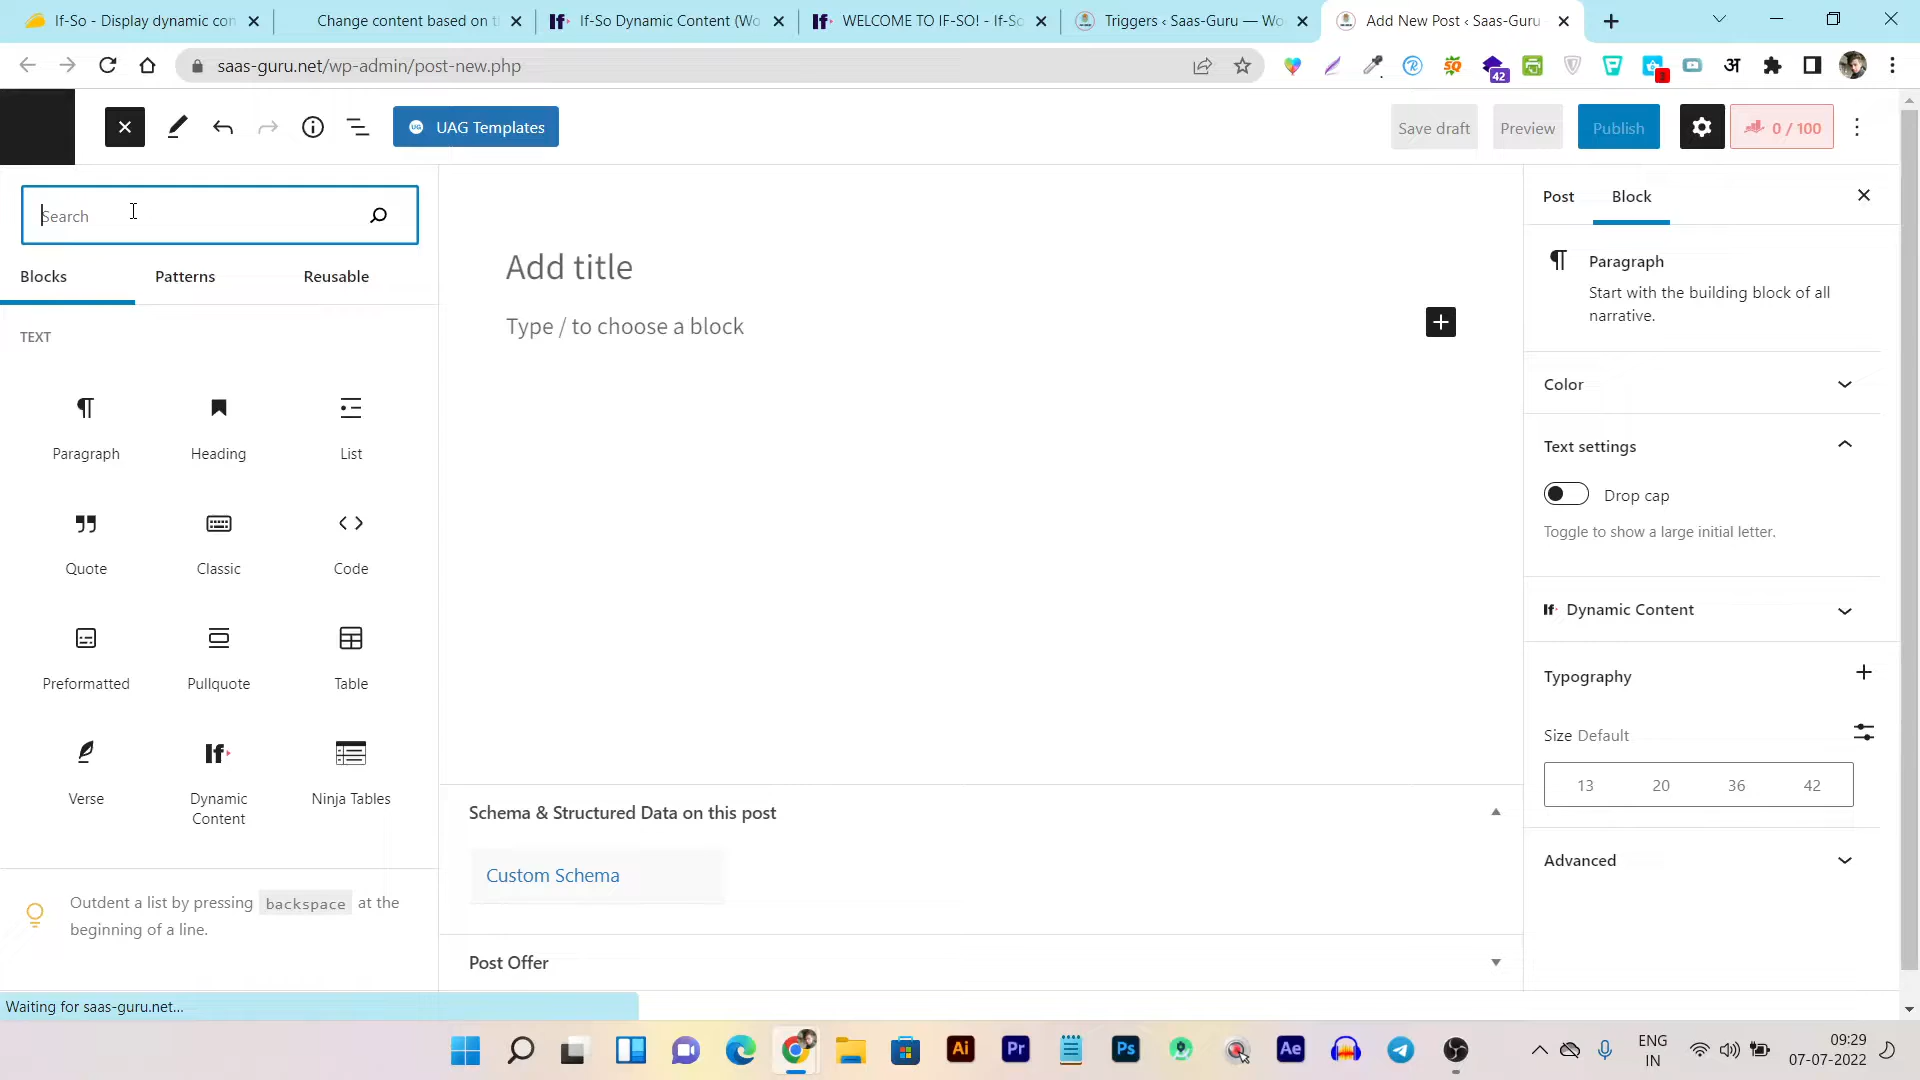 If-So - Display dynamic con
Change content based on t
If-So Dynamic Content (Wo
WELCOME TO IF-SO! - If-So
Triggers ‹ Saas-Guru — Wo
Add New Post ‹ Saas-Guru
saas-guru.net/wp-admin/post-new.php
42
अ
UAG Templates
Save draft
Preview
Publish
0 / 100
Search
Blocks
Patterns
Reusable
TEXT
Paragraph
Heading
List
Quote
Classic
Code
Preformatted
Pullquote
Table
If
Verse
Dynamic
Content
Ninja Tables
Outdent a list by pressing backspace at the
beginning of a line.
Waiting for saas-guru.net...
Add title
Type / to choose a block
Schema & Structured Data on this post
Custom Schema
Post Offer
Post
Block
Paragraph
Start with the building block of all
narrative.
Color
Text settings
Drop cap
Toggle to show a large initial letter.
If Dynamic Content
Typography
Size Default
13 20 36 42
Advanced
Ai
Pr
Ps
Ae
ENG
IN
09:29
07-07-2022